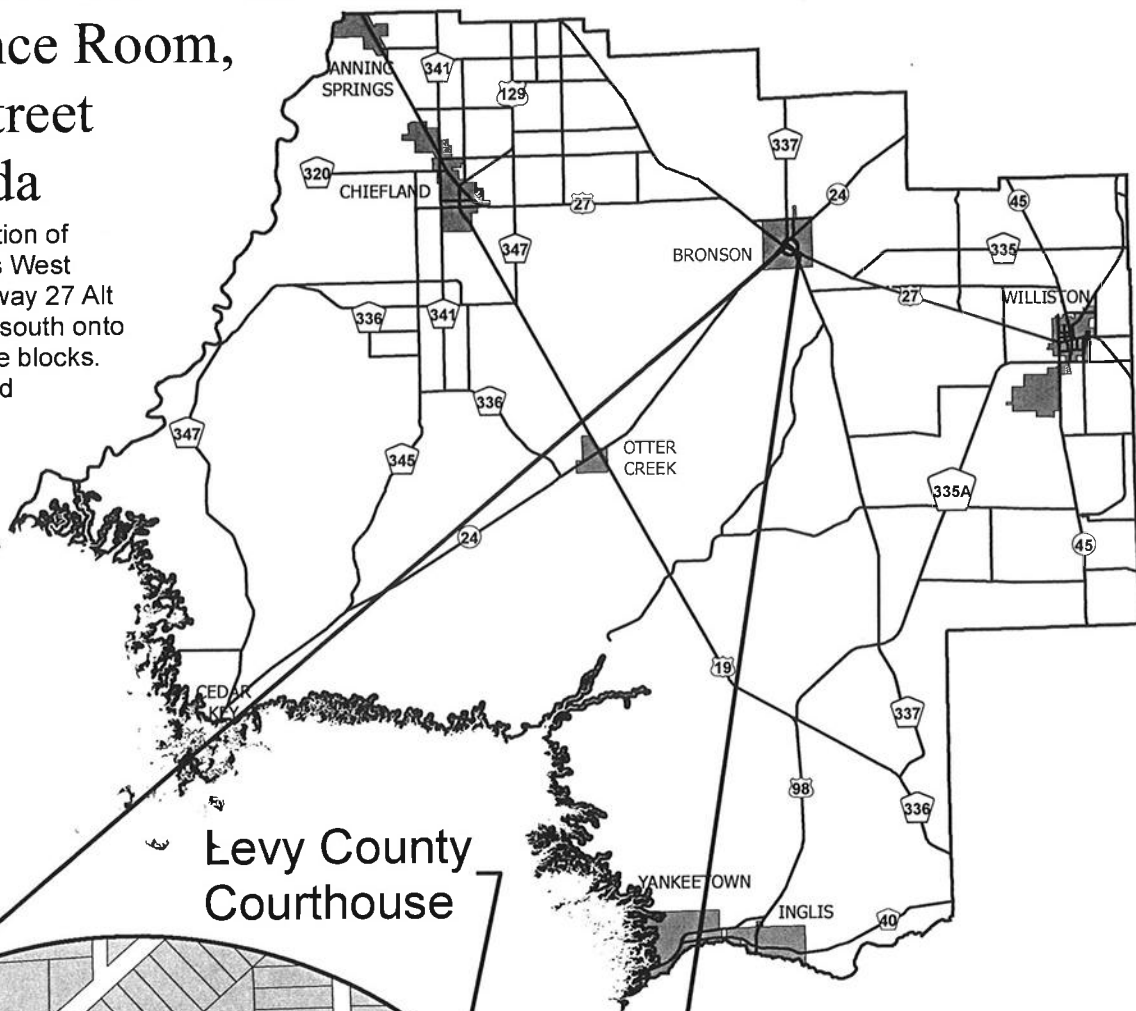 nce Room,
treet
da
tion of
s West
way 27 Alt
south onto
e blocks.
d
ANNING
SPRINGS
341
129
337
320
CHIEFLAND
27
24
45
BRONSON
347
335
27
WILLISTON
336
341
336
347
345
OTTER
CREEK
335A
24
45
19
CEDAR
KEY
337
98
336
Levy County
Courthouse
YANKEETOWN
INGLIS
40